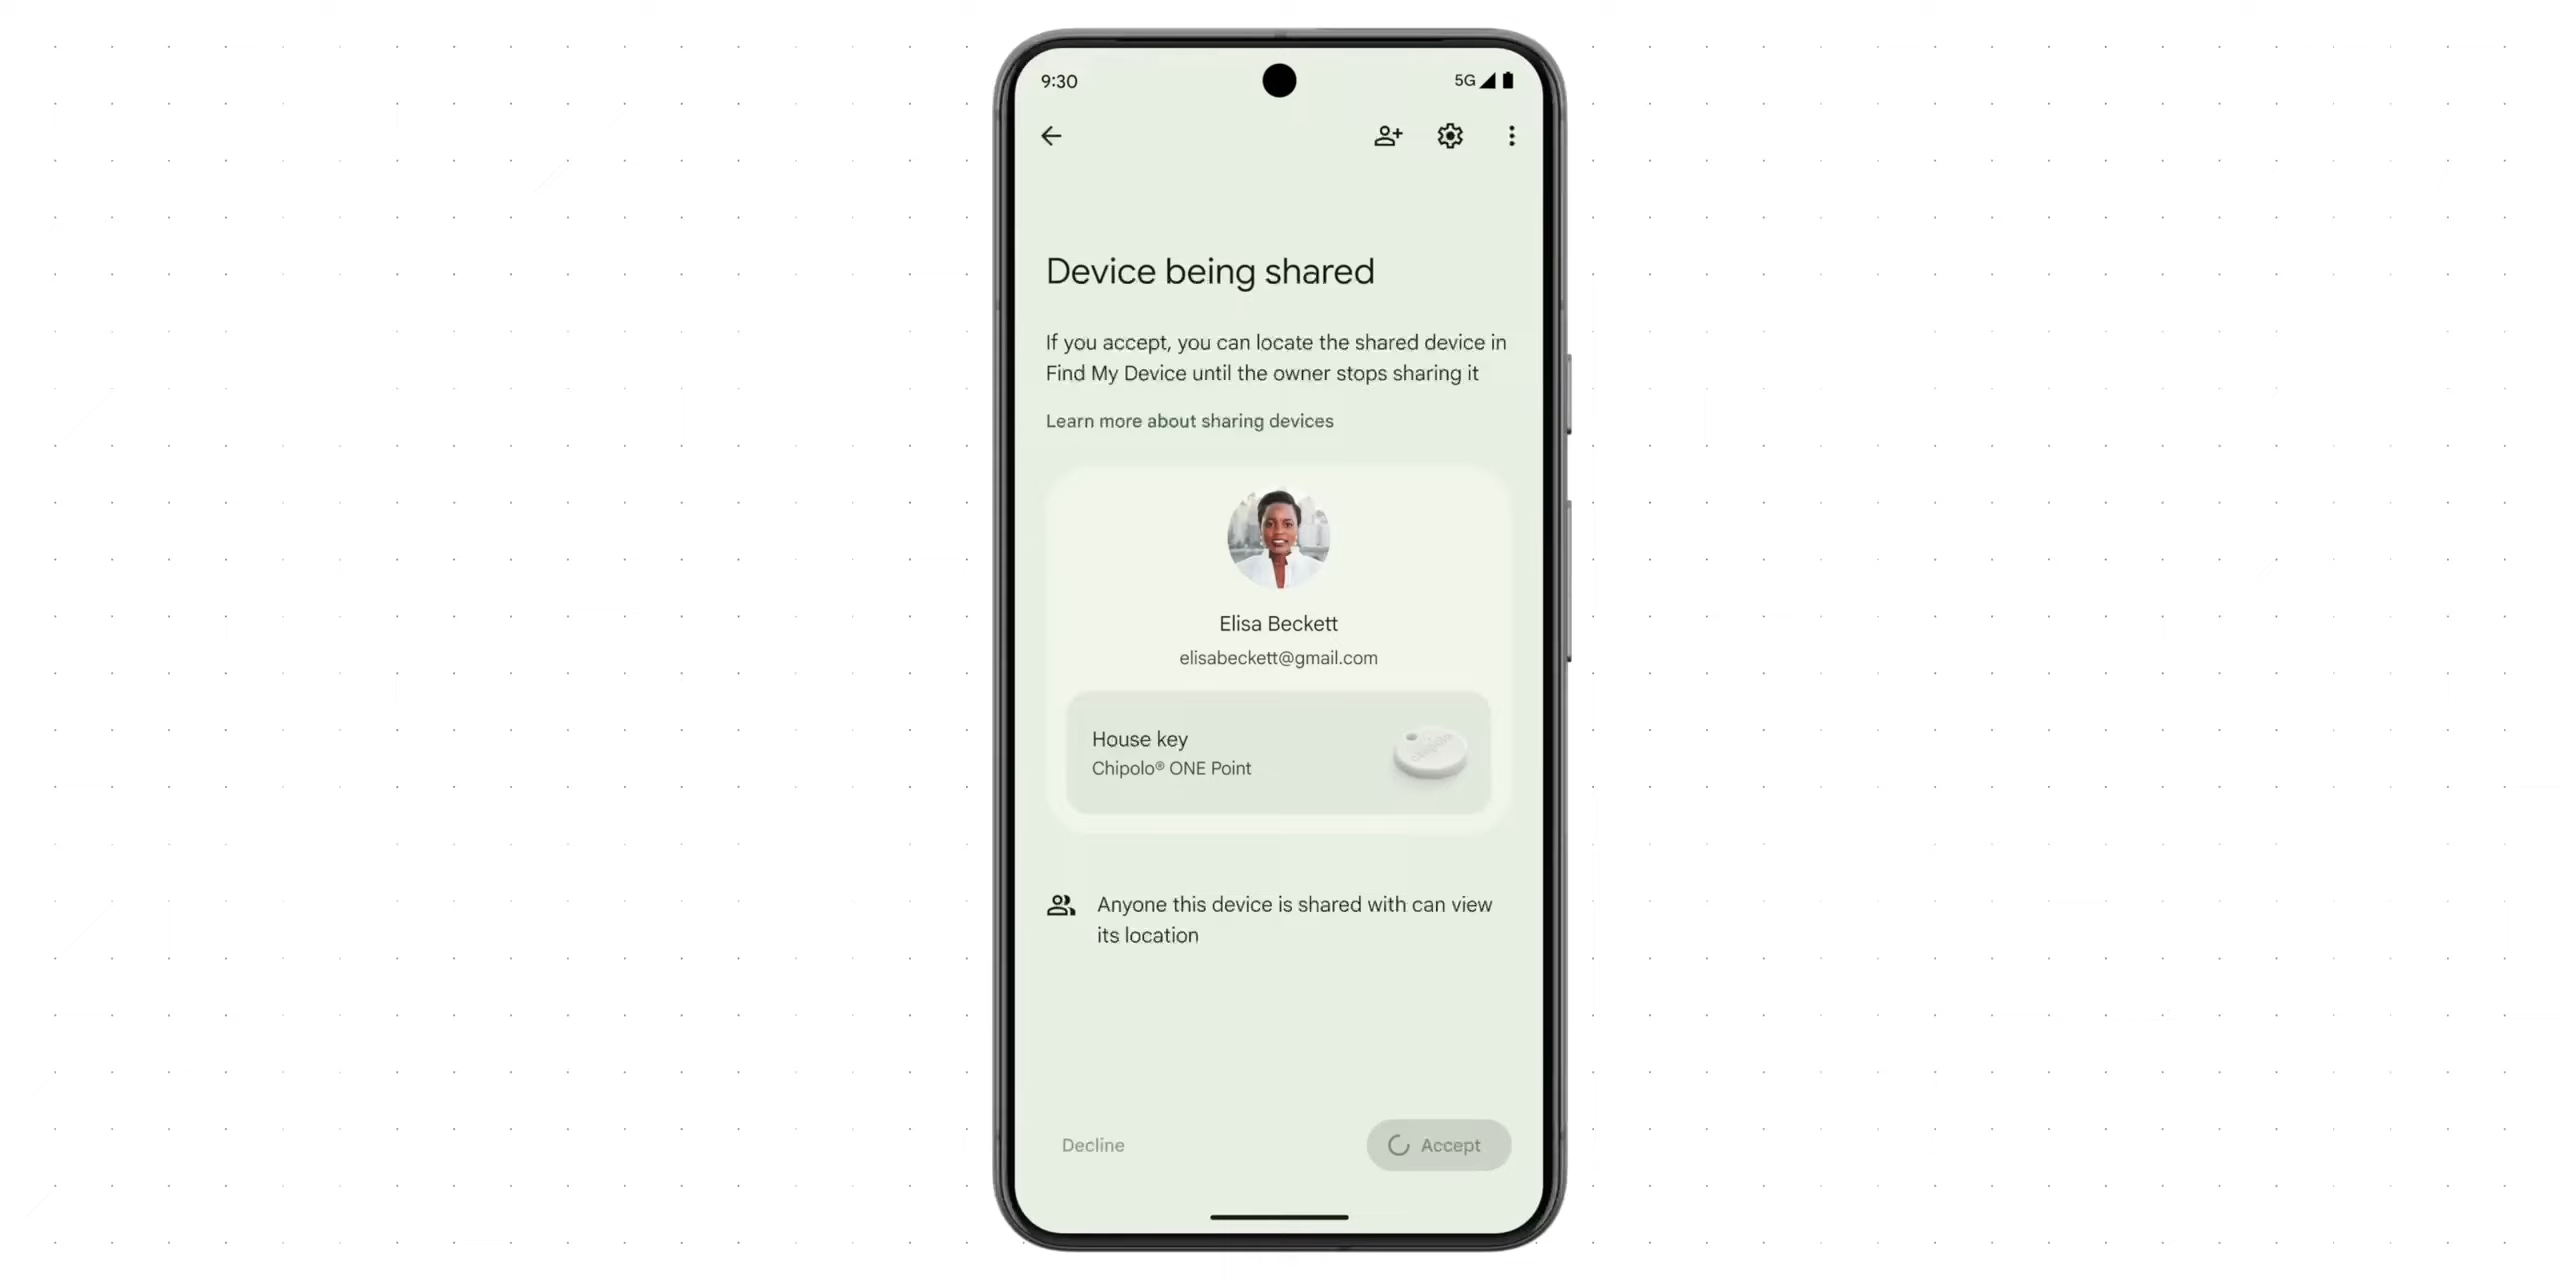 9:30
5G
Device being shared
If you accept, you can locate the shared device in
Find My Device until the owner stops sharing it
Learn more about sharing devices
Elisa Beckett
elisabeckett@gmail.com
House key
Chipolo® ONE Point
chipolo
Anyone this device is shared with can view
its location
Decline
Accept